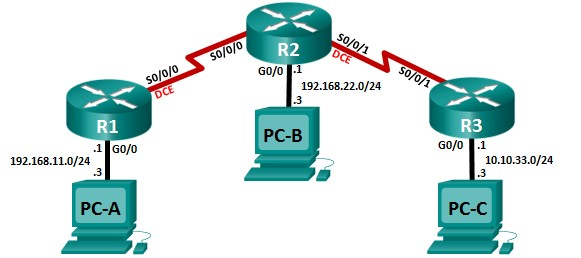 R2
S0/0/0
S0/0/1
DCE
G0/0
.1
192.168.22.0/24
.3
PC-B
S0/0/0
DCE
R1
.1
G0/0
192.168.11.0/24
.3
PC-A
S0/0/1
R3
G0/0
.1
10.10.33.0/24
.3
PC-C